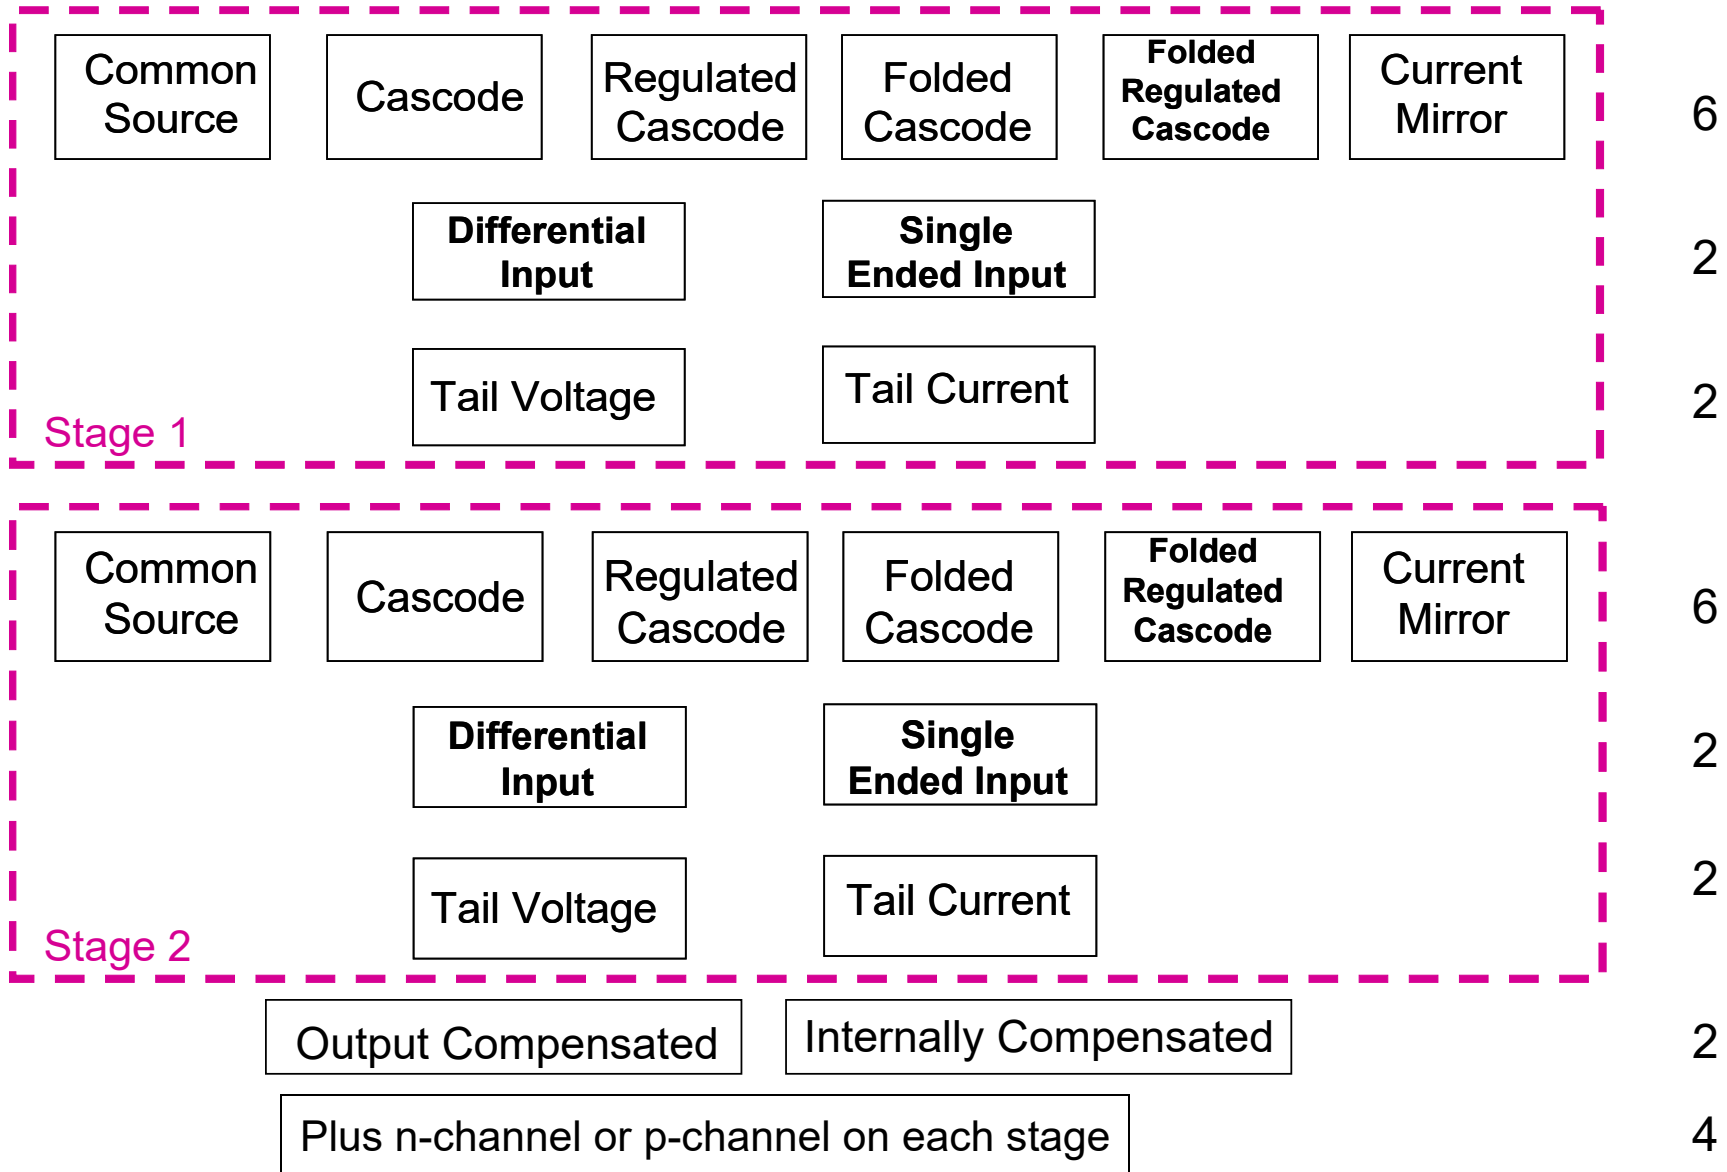 Common
Source
Cascode
Regulated
Cascode
Folded
Cascode
Folded
Regulated
Cascode
Current
Mirror
6
Differential
Input
Single
Ended Input
2
Tail Voltage
Tail Current
2
Stage 1
Common
Source
Cascode
Regulated
Cascode
Folded
Cascode
Folded
Regulated
Cascode
Current
Mirror
6
Differential
Input
Single
Ended Input
2
Tail Voltage
Tail Current
2
Stage 2
Output Compensated
Internally Compensated
2
Plus n-channel or p-channel on each stage
4